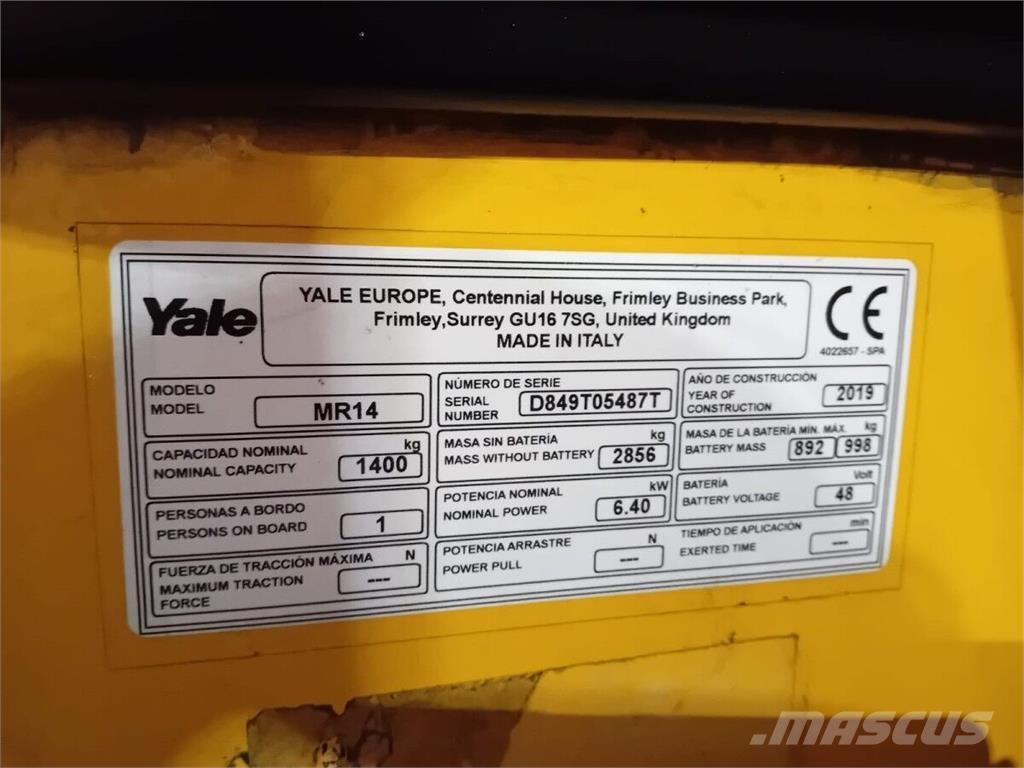 Yale
YALE EUROPE, Centennial House, Frimley Business Park,
Frimley,Surrey GU16 7SG, United Kingdom
MADE IN ITALY
CE
4022657 - SPA
MODELO
MODEL
MR14
NÚMERO DE SERIE
SERIAL
NUMBER
D849T05487T
AÑO DE CONSTRUCCIÓN
YEAR OF
CONSTRUCTION
2019
CAPACIDAD NOMINAL
NOMINAL CAPACITY
kg
1400
MASA SIN BATERÍA
MASS WITHOUT BATTERY
kg
2856
MASA DE LA BATERÍA MÍN. MÁX. kg
BATTERY MASS
892 998
PERSONAS A BORDO
PERSONS ON BOARD
1
POTENCIA NOMINAL
NOMINAL POWER
kW
6.40
BATERÍA
BATTERY VOLTAGE
Volt
48
FUERZA DE TRACCIÓN MÁXIMA N
MAXIMUM TRACTION
FORCE
---
POTENCIA ARRASTRE N
POWER PULL
---
TIEMPO DE APLICACIÓN min
EXERTED TIME
---
MASCUS